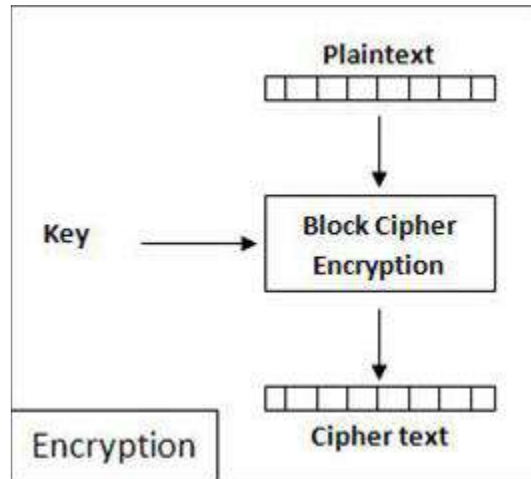 Plaintext
Key
Block Cipher
Encryption
Cipher text
Encryption